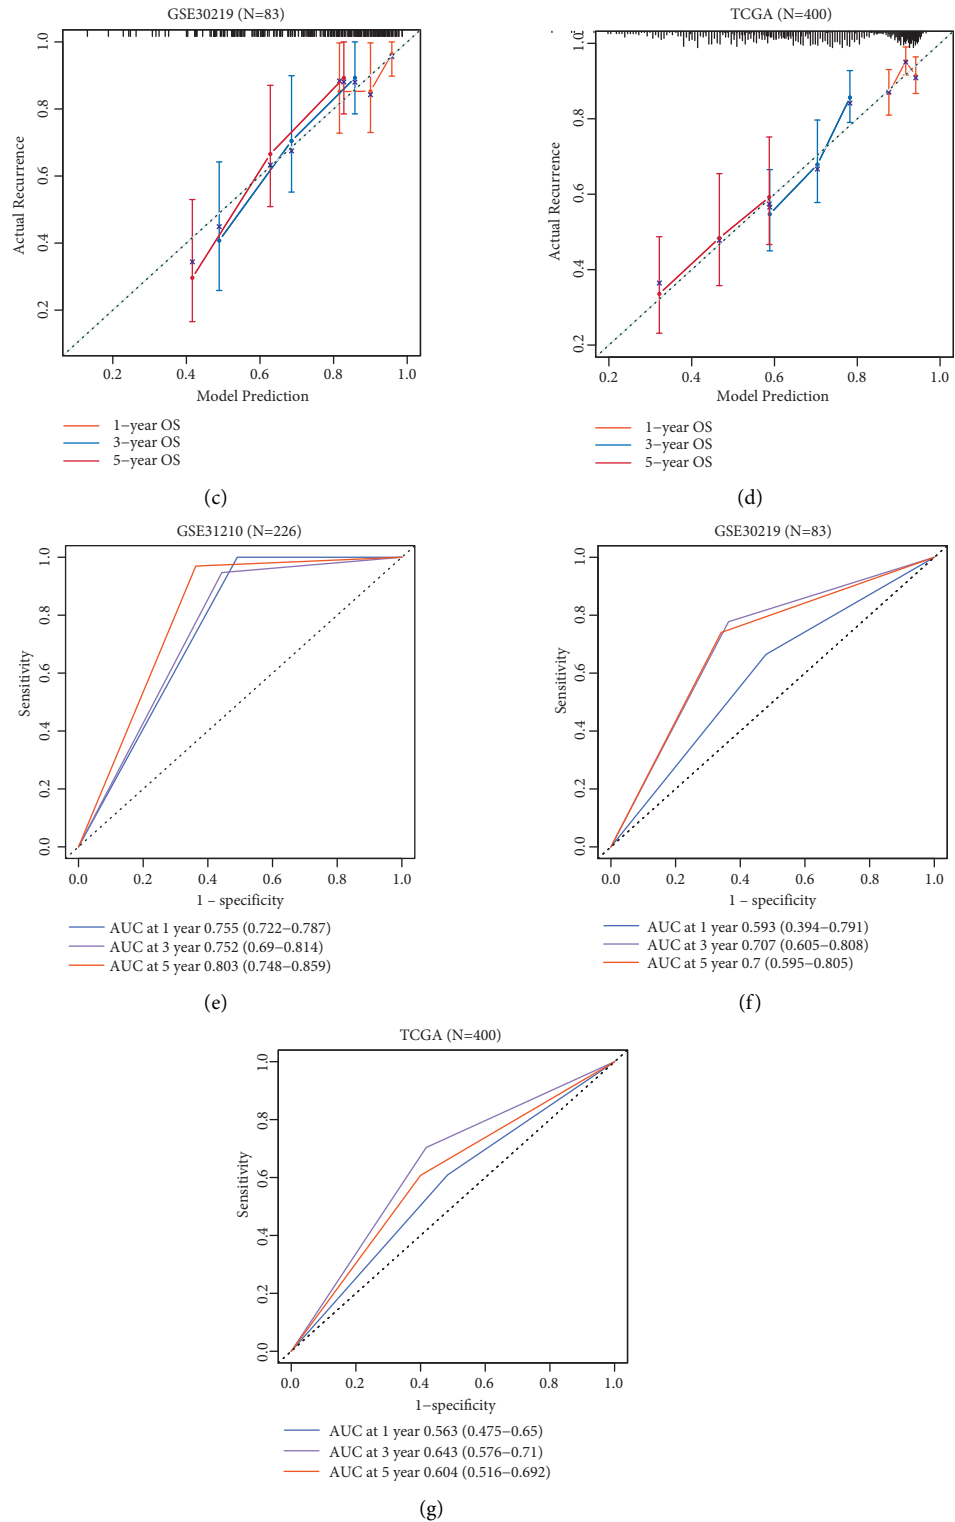 GSE30219 (N=83)
Actual Recurrence
1.0
0.8
0.6
0.4
0.2
0.2 0.4 0.6 0.8 1.0
Model Prediction
1−year OS
3−year OS
5−year OS
(c)
TCGA (N=400)
Actual Recurrence
1.0
0.8
0.6
0.4
0.2
0.2 0.3 0.4 0.5 0.6 0.7 0.8 0.9 1.0
Model Prediction
1−year OS
3−year OS
5−year OS
(d)
GSE31210 (N=226)
Sensitivity
1.0
0.8
0.6
0.4
0.2
0.0
0.0 0.2 0.4 0.6 0.8 1.0
1 − specificity
AUC at 1 year 0.755 (0.722−0.787)
AUC at 3 year 0.752 (0.69−0.814)
AUC at 5 year 0.803 (0.748−0.859)
(e)
GSE30219 (N=83)
Sensitivity
1.0
0.8
0.6
0.4
0.2
0.0
0.0 0.2 0.4 0.6 0.8 1.0
1 − specificity
AUC at 1 year 0.593 (0.394−0.791)
AUC at 3 year 0.707 (0.605−0.808)
AUC at 5 year 0.7 (0.595−0.805)
(f)
TCGA (N=400)
Sensitivity
1.0
0.8
0.6
0.4
0.2
0.0
0.0 0.2 0.4 0.6 0.8 1.0
1−specificity
AUC at 1 year 0.563 (0.475−0.65)
AUC at 3 year 0.643 (0.576−0.71)
AUC at 5 year 0.604 (0.516−0.692)
(g)